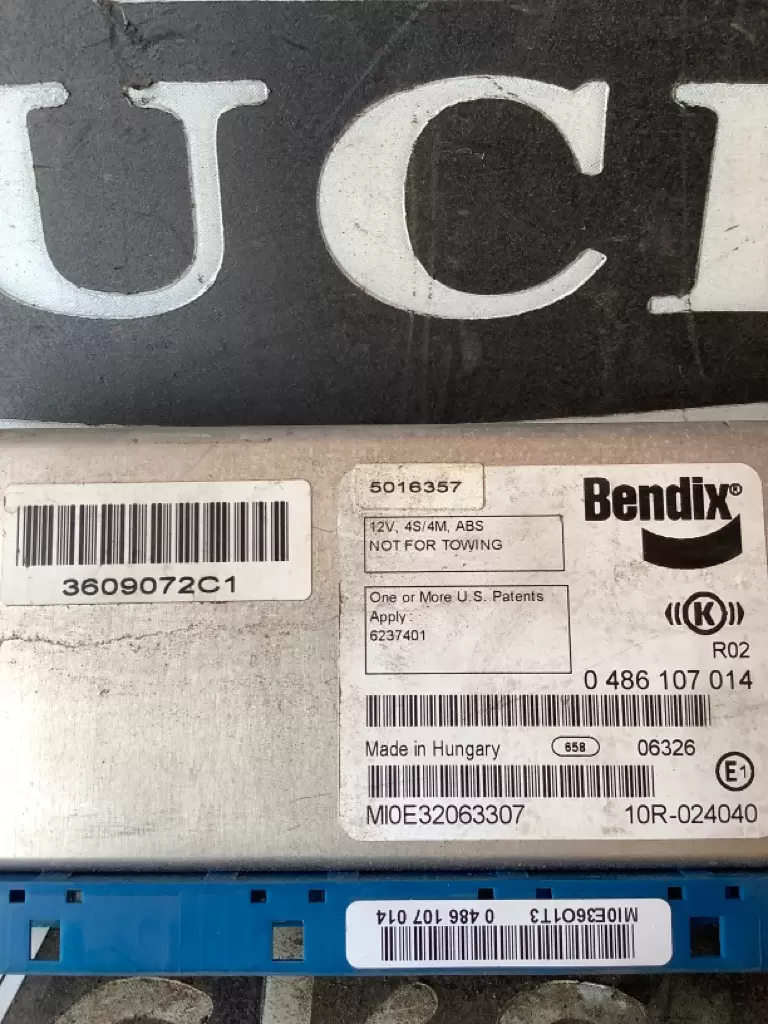 UC
3609072C1
5016357
Bendix®
12V, 4S/4M, ABS
NOT FOR TOWING
One or More U.S. Patents
Apply:
6237401
K
R02
0 486 107 014
Made in Hungary 658 06326
E1
MI0E32063307 10R-024040
MI0E36O1T3 0 486 107 014